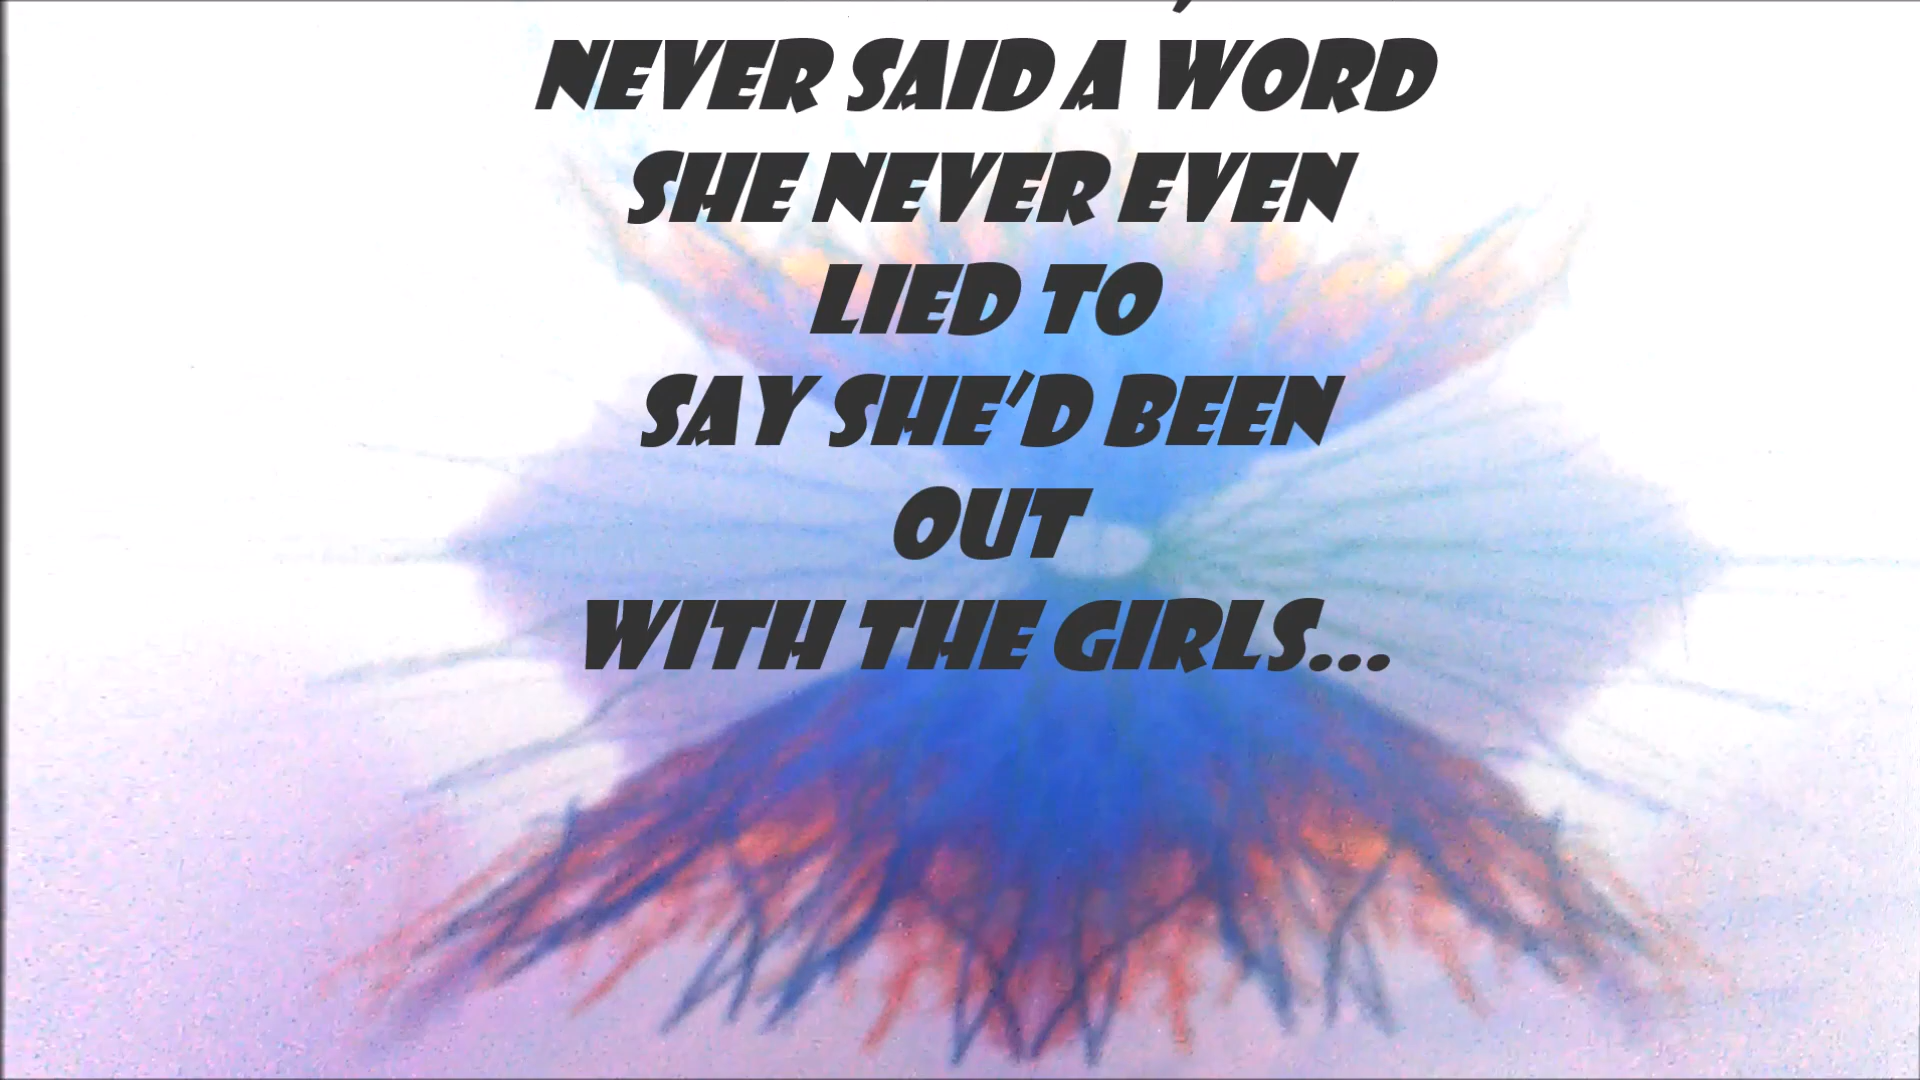 NEVER SAID A WORD
SHE NEVER EVEN
LIED TO
SAY SHE'D BEEN
OUT
WITH THE GIRLS...